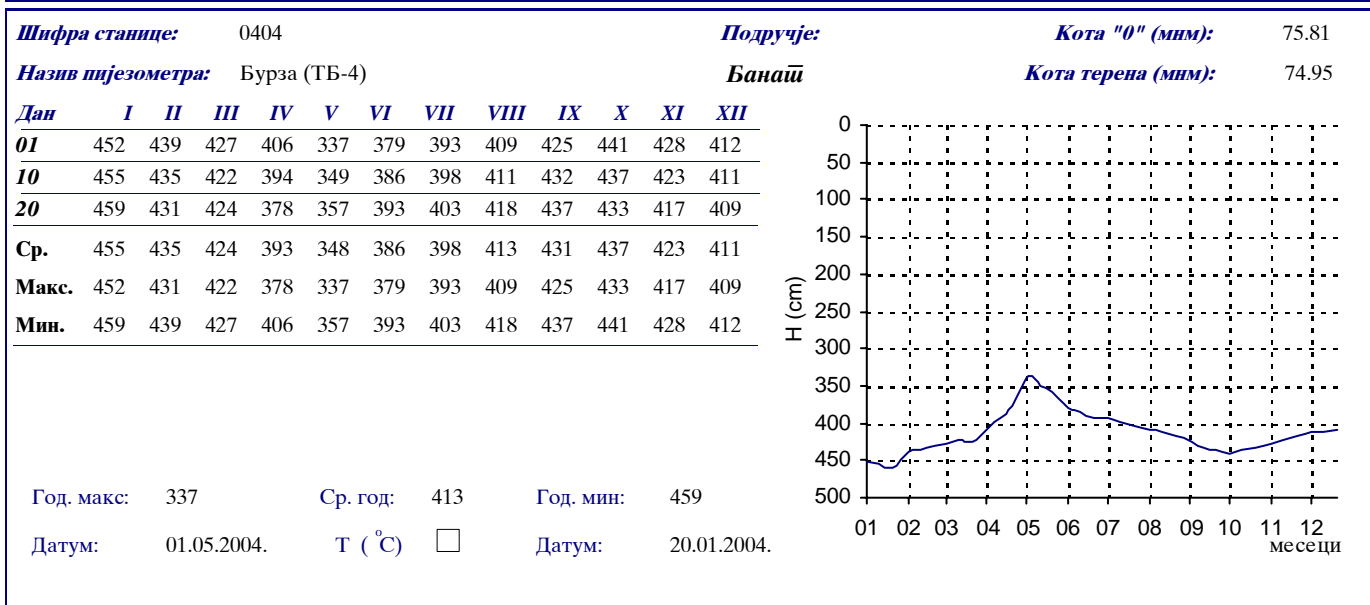 Шифра станице: 0404 Подручје: Кота "0" (мнм): 75.81
Назив пијезометра: Бурза (ТБ-4) Банат Кота терена (мнм): 74.95
Дан I II III IV V VI VII VIII IX X XI XII
01 452 439 427 406 337 379 393 409 425 441 428 412
10 455 435 422 394 349 386 398 411 432 437 423 411
20 459 431 424 378 357 393 403 418 437 433 417 409
Ср. 455 435 424 393 348 386 398 413 431 437 423 411
Макс. 452 431 422 378 337 379 393 409 425 433 417 409
Мин. 459 439 427 406 357 393 403 418 437 441 428 412
Год. макс: 337 Ср. год: 413 Год. мин: 459
Датум: 01.05.2004. Т ( °C) Датум: 20.01.2004.
H (cm)
0
50
100
150
200
250
300
350
400
450
500
01 02 03 04 05 06 07 08 09 10 11 12
месеци